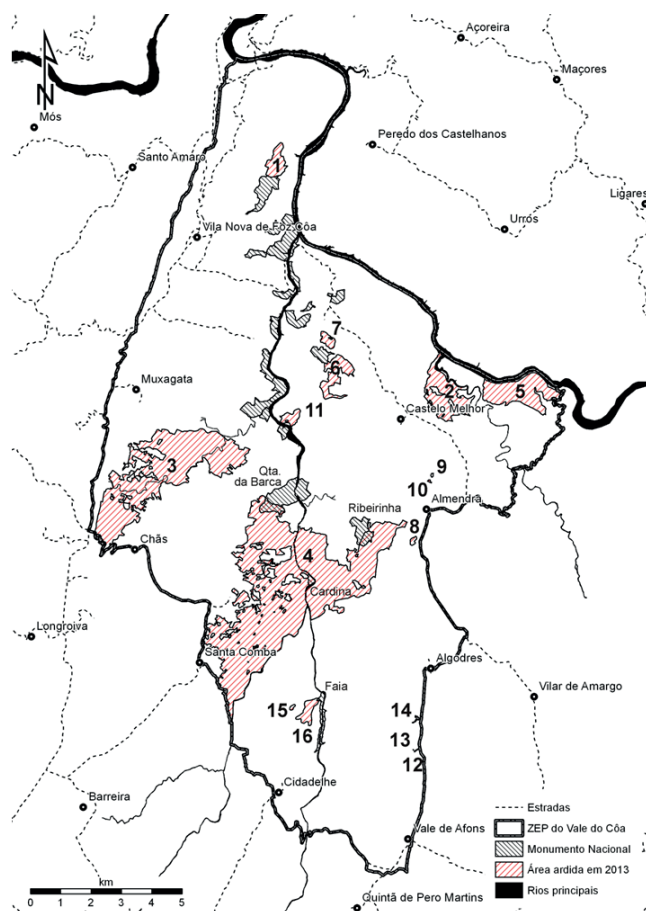 N
Açoreira
Maçores
Mós
Peredo dos Castelhanos
Santo Amaro
1
Ligares
Urrós
Vila Nova de Fôz Côa
7
6
Muxagata
2
5
11
Castelo Melhor
3
Qta.
da Barca
9
10
Almendra
Ribeirinha
8
Chãs
4
Cardina
Longroiva
Santa Comba
Algodres
Vilar de Amargo
Faia
15
14
16
13
12
Cidadelhe
Barreira
Vale de Afons
Quintã de Pero Martins
Estradas
ZEP do Vale do Côa
Monumento Nacional
Área ardida em 2013
Rios principais
km
0 1 2 3 4 5